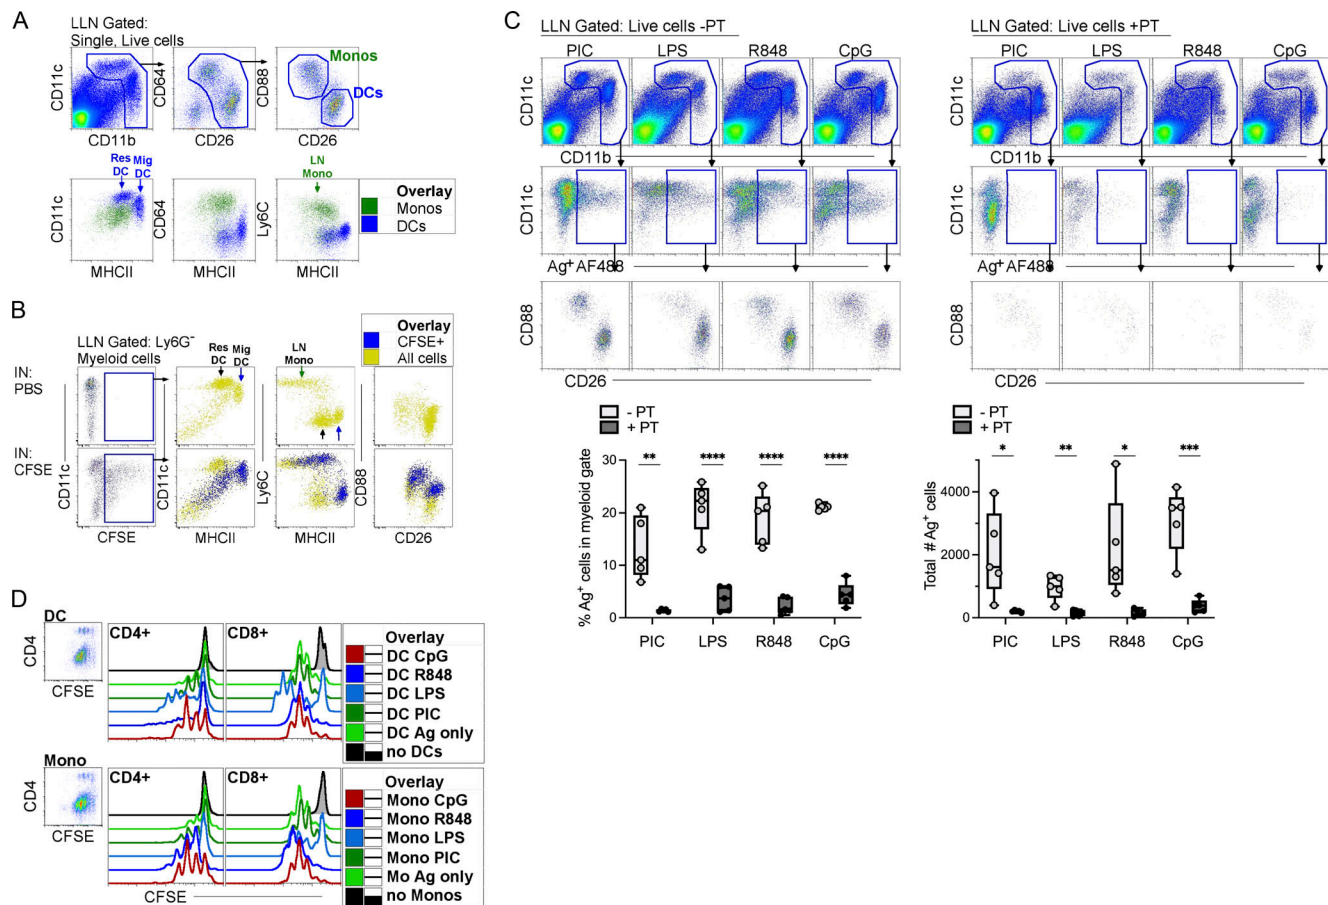 A
LLN Gated:
Single, Live cells
CD11c
CD11b
CD64
CD26
CD88
CD26
Monos
DCs
Res
DC
Mig
DC
LN
Mono
CD11c
MHCII
CD64
MHCII
Ly6C
MHCII
Overlay
Monos
DCs
B
LLN Gated: Ly6G⁻
Myeloid cells
IN:
PBS
IN:
CFSE
Res
DC
Mig
DC
LN
Mono
Overlay
CFSE+
All cells
CD11c
CFSE
CD11c
MHCII
Ly6C
MHCII
CD88
CD26
C
LLN Gated: Live cells -PT
PIC LPS R848 CpG
CD11c
CD11b
CD11c
Ag⁺ AF488
CD88
CD26
LLN Gated: Live cells +PT
PIC LPS R848 CpG
CD11c
CD11b
CD11c
Ag⁺ AF488
CD88
CD26
- PT
+ PT
% Ag⁺ cells in myeloid gate
30
20
10
0
** **** **** ****
PIC LPS R848 CpG
- PT
+ PT
Total # Ag⁺ cells
4000
2000
0
* ** * ***
PIC LPS R848 CpG
D
DC
CD4
CFSE
CD4+ CD8+
Overlay
DC CpG
DC R848
DC LPS
DC PIC
DC Ag only
no DCs
Mono
CD4
CFSE
CD4+ CD8+
Overlay
Mono CpG
Mono R848
Mono LPS
Mono PIC
Mo Ag only
no Monos
CFSE